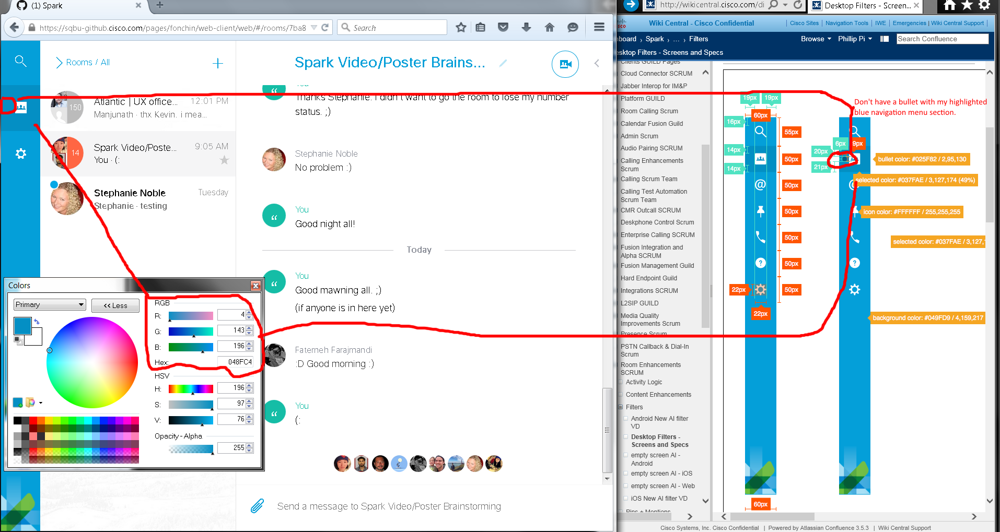 (1) Spark
https://sqbu-github.cisco.com/pages/fonchin/web-client/web/#/rooms/7ba8
Search
Rooms / All
Atlantic | UX office...
12:01 PM
150
Manjunath · thx Kevin. i mea...
Spark Video/Poste...
9:05 AM
14
You · (:
Stephanie Noble
Tuesday
Stephanie · testing
Spark Video/Poster Brains...
You
Thanks Stephanie. I didn't want to go the room to lose my number
status. ;)
Stephanie Noble
No problem :)
You
Good night all!
Today
You
Good mawning all. ;)
(if anyone is in here yet)
Fatemeh Farajmandi
:D Good morning :)
You
(:
Send a message to Spark Video/Poster Brainstorming
Colors
Primary
<< Less
RGB
R:
4
G:
143
B:
196
Hex:
048FC4
HSV
H:
196
S:
97
V:
76
Opacity - Alpha
255
http://wikicentral.cisco.com/di
Desktop Filters - Screen...
Wiki Central - Cisco Confidential
Cisco Sites | Navigation Tools | IWE | Emergencies | Wiki Central Support |
board › Spark › ... › Filters
Browse
Phillip Pi
Search Confluence
esktop Filters - Screens and Specs
Clients GUILD Pages
Cloud Connector SCRUM
Jabber Interop for IM&P
Platform GUILD
Room Calling Scrum
Calendar Fusion Guild
Admin Scrum
Audio Pairing SCRUM
Calling Enhancements
Scrum
Calling Scrum Team
Calling Test Automation
Scrum Team
CMR Outcall SCRUM
Deskphone Control Scrum
Enterprise Calling SCRUM
Fusion Integration and
Alpha SCRUM
Fusion Management Guild
Hard Endpoint Guild
Integrations SCRUM
L2SIP GUILD
Media Quality
Improvements Scrum
Presence Scrum
PSTN Callback & Dial-In
Scrum
Room Enhancements
SCRUM
Activity Logic
Content Enhancements
Filters
Android New AI filter
VD
Desktop Filters -
Screens and Specs
empty screen AI -
Android
empty screen AI - iOS
empty screen AI - Web
iOS New AI filter VD
Pins + Mentions
19px
19px
60px
16px
55px
14px
50px
14px
50px
50px
50px
50px
22px
50px
22px
60px
Don't have a bullet with my highlighted
blue navigation menu section.
6px
9px
20px
21px
bullet color: #025F82 / 2,95,130
selected color: #037FAE / 3,127,174 (49%)
icon color: #FFFFFF / 255,255,255
selected color: #037FAE / 3,127,
background color: #049FD9 / 4,159,217
Cisco Systems, Inc. Cisco Confidential | Powered by Atlassian Confluence 3.5.3 | Wiki Central Support